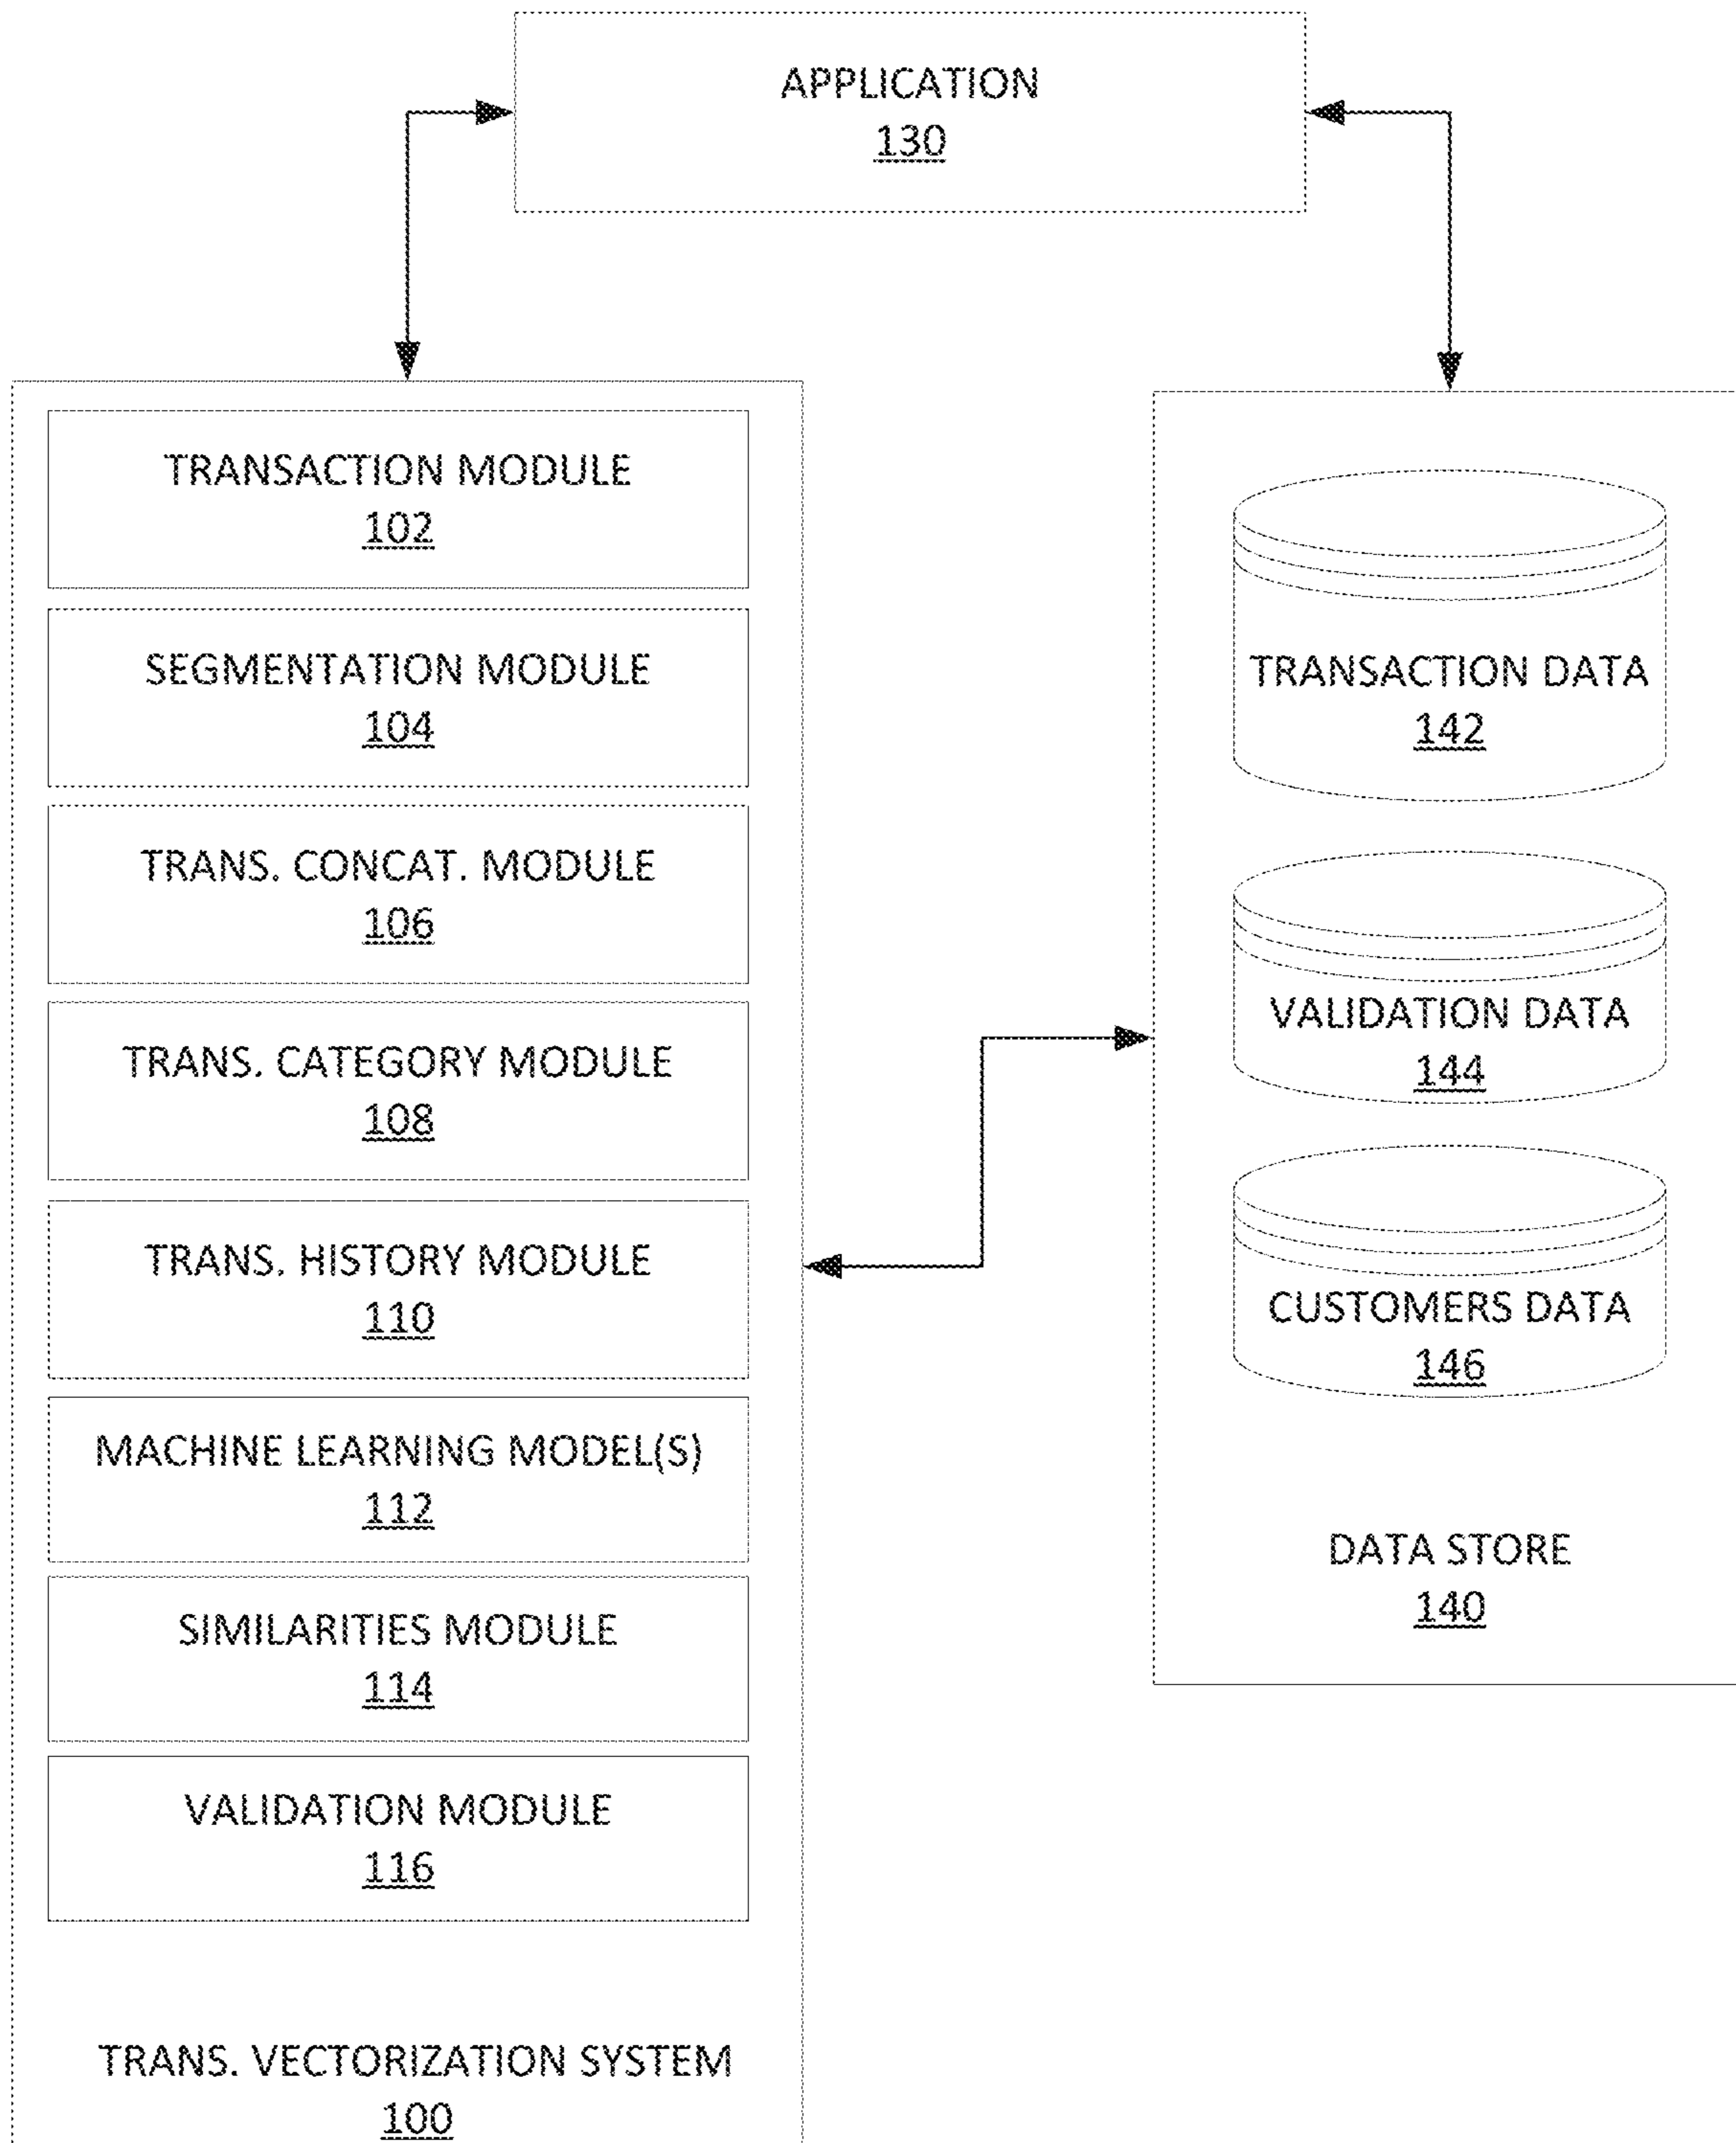 APPLICATION
130
TRANSACTION MODULE
102
SEGMENTATION MODULE
104
TRANS. CONCAT. MODULE
106
TRANS. CATEGORY MODULE
108
TRANS. HISTORY MODULE
110
MACHINE LEARNING MODEL(S)
112
SIMILARITIES MODULE
114
VALIDATION MODULE
116
TRANS. VECTORIZATION SYSTEM
100
TRANSACTION DATA
142
VALIDATION DATA
144
CUSTOMERS DATA
146
DATA STORE
140